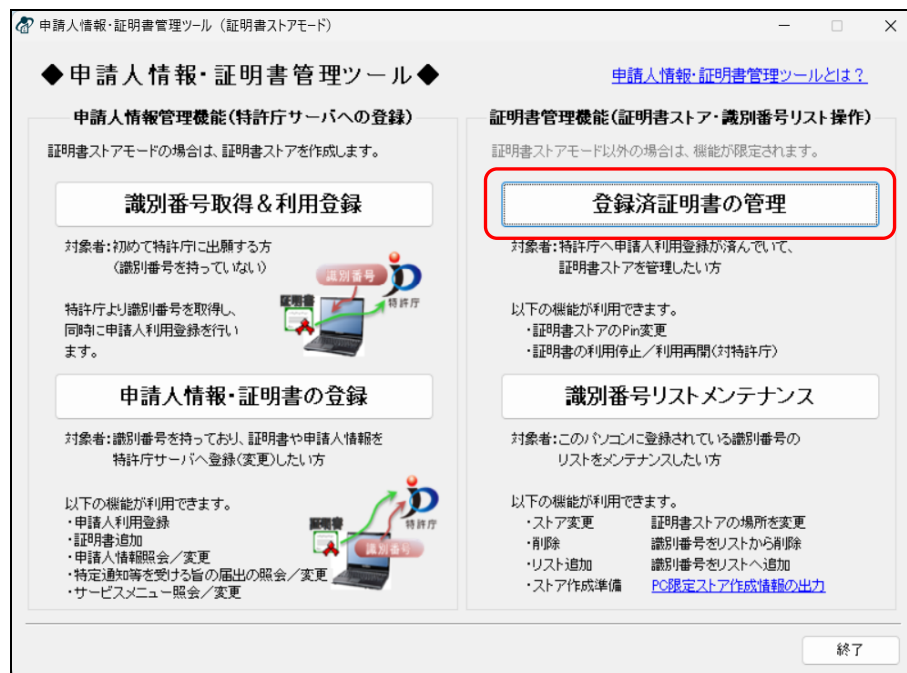 申請人情報・証明書管理ツール（証明書ストアモード）
◆申請人情報・証明書管理ツール◆
申請人情報・証明書管理ツールとは？
申請人情報管理機能（特許庁サーバへの登録）
証明書ストアモードの場合は、証明書ストアを作成します。
識別番号取得＆利用登録
対象者：初めて特許庁に出願する方
（識別番号を持っていない）
特許庁より識別番号を取得し、
同時に申請人利用登録を行い
ます。
識別番号
証明書
特許庁
申請人情報・証明書の登録
対象者：識別番号を持っており、証明書や申請人情報を
特許庁サーバへ登録（変更）したい方
以下の機能が利用できます。
・申請人利用登録
・証明書追加
・申請人情報照会／変更
・特定通知等を受ける旨の届出の照会／変更
・サービスメニュー照会／変更
証明書
特許庁
識別番号
証明書管理機能（証明書ストア・識別番号リスト操作）
証明書ストアモード以外の場合は、機能が限定されます。
登録済証明書の管理
対象者：特許庁へ申請人利用登録が済んでいて、
証明書ストアを管理したい方
以下の機能が利用できます。
・証明書ストアのPin変更
・証明書の利用停止／利用再開（対特許庁）
識別番号リストメンテナンス
対象者：このパソコンに登録されている識別番号の
リストをメンテナンスしたい方
以下の機能が利用できます。
・ストア変更 証明書ストアの場所を変更
・削除 識別番号をリストから削除
・リスト追加 識別番号をリストへ追加
・ストア作成準備 PC限定ストア作成情報の出力
終了